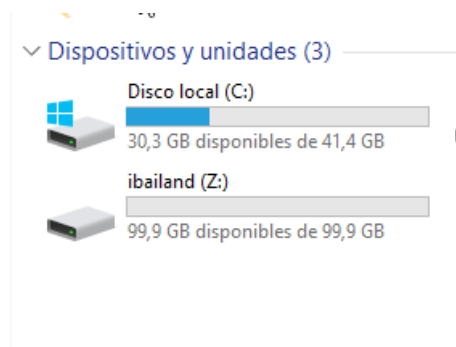 Dispositivos y unidades (3)
Disco local (C:)
30,3 GB disponibles de 41,4 GB
ibailand (Z:)
99,9 GB disponibles de 99,9 GB